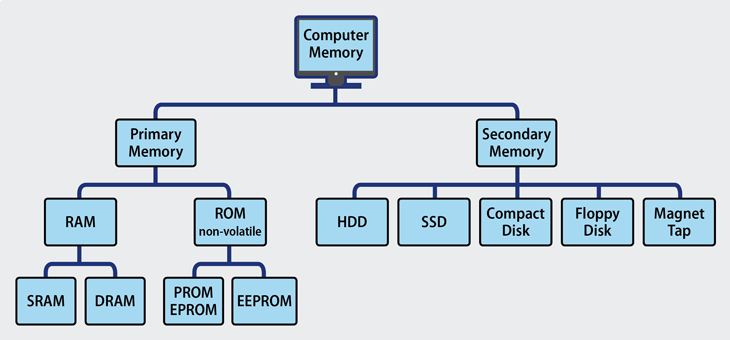 Computer
Memory
Primary
Memory
Secondary
Memory
RAM
ROM
non-volatile
HDD
SSD
Compact
Disk
Floppy
Disk
Magnet
Tap
SRAM
DRAM
PROM
EPROM
EEPROM